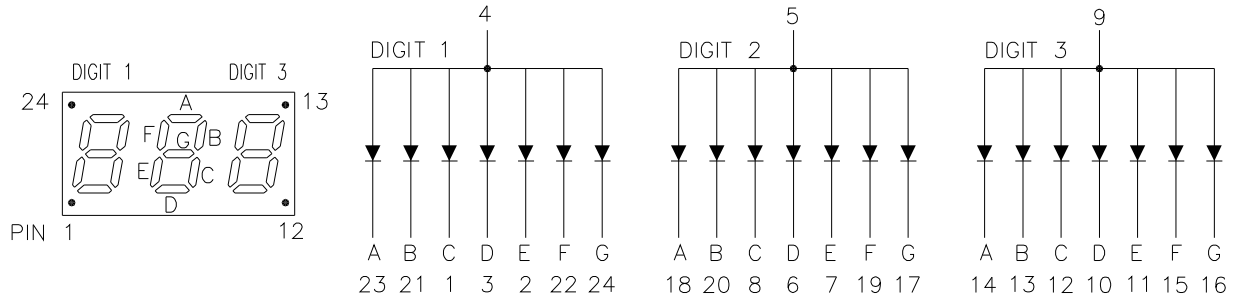 4 5 9
DIGIT 1 DIGIT 2 DIGIT 3
DIGIT 1 DIGIT 3
24 13
A
F G B
E C
D
PIN 1 12
A B C D E F G
23 21 1 3 2 22 24
A B C D E F G
18 20 8 6 7 19 17
A B C D E F G
14 13 12 10 11 15 16